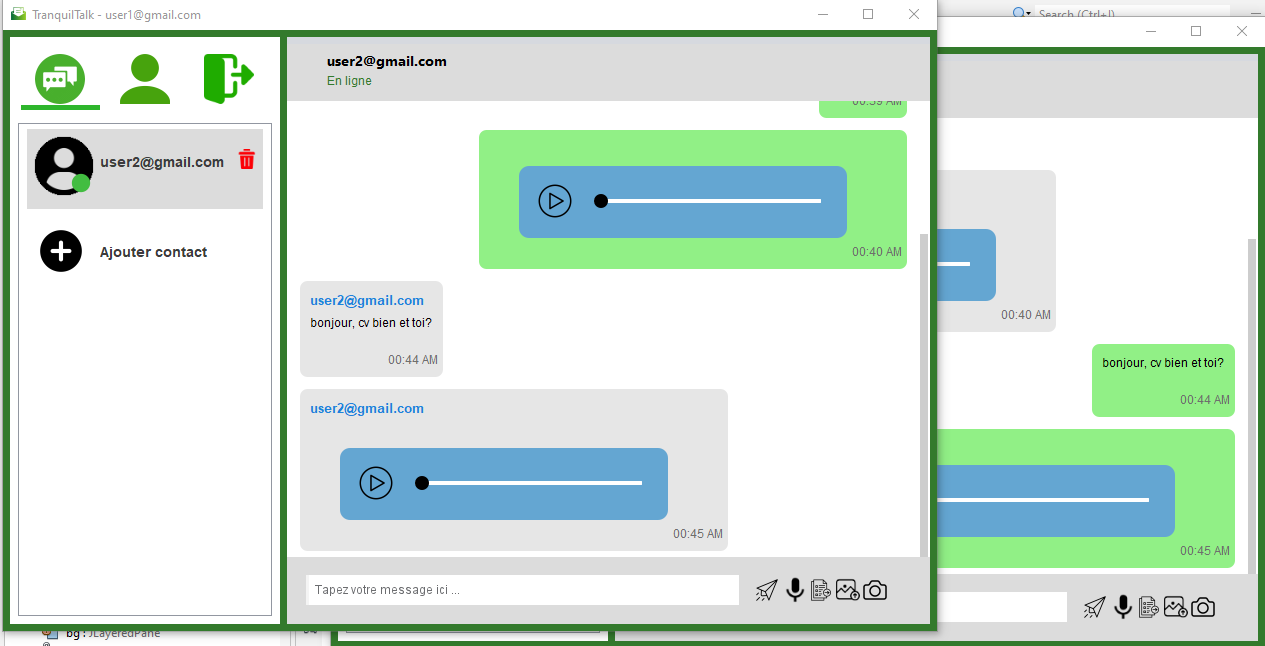 TranquilTalk - user1@gmail.com
Search (Ctrl+I)
user2@gmail.com
En ligne
user2@gmail.com
Ajouter contact
00:39 AM
00:40 AM
user2@gmail.com
bonjour, cv bien et toi?
00:44 AM
user2@gmail.com
00:45 AM
Tapez votre message ici ...
00:40 AM
bonjour, cv bien et toi?
00:44 AM
00:45 AM
bg : JLayeredPane